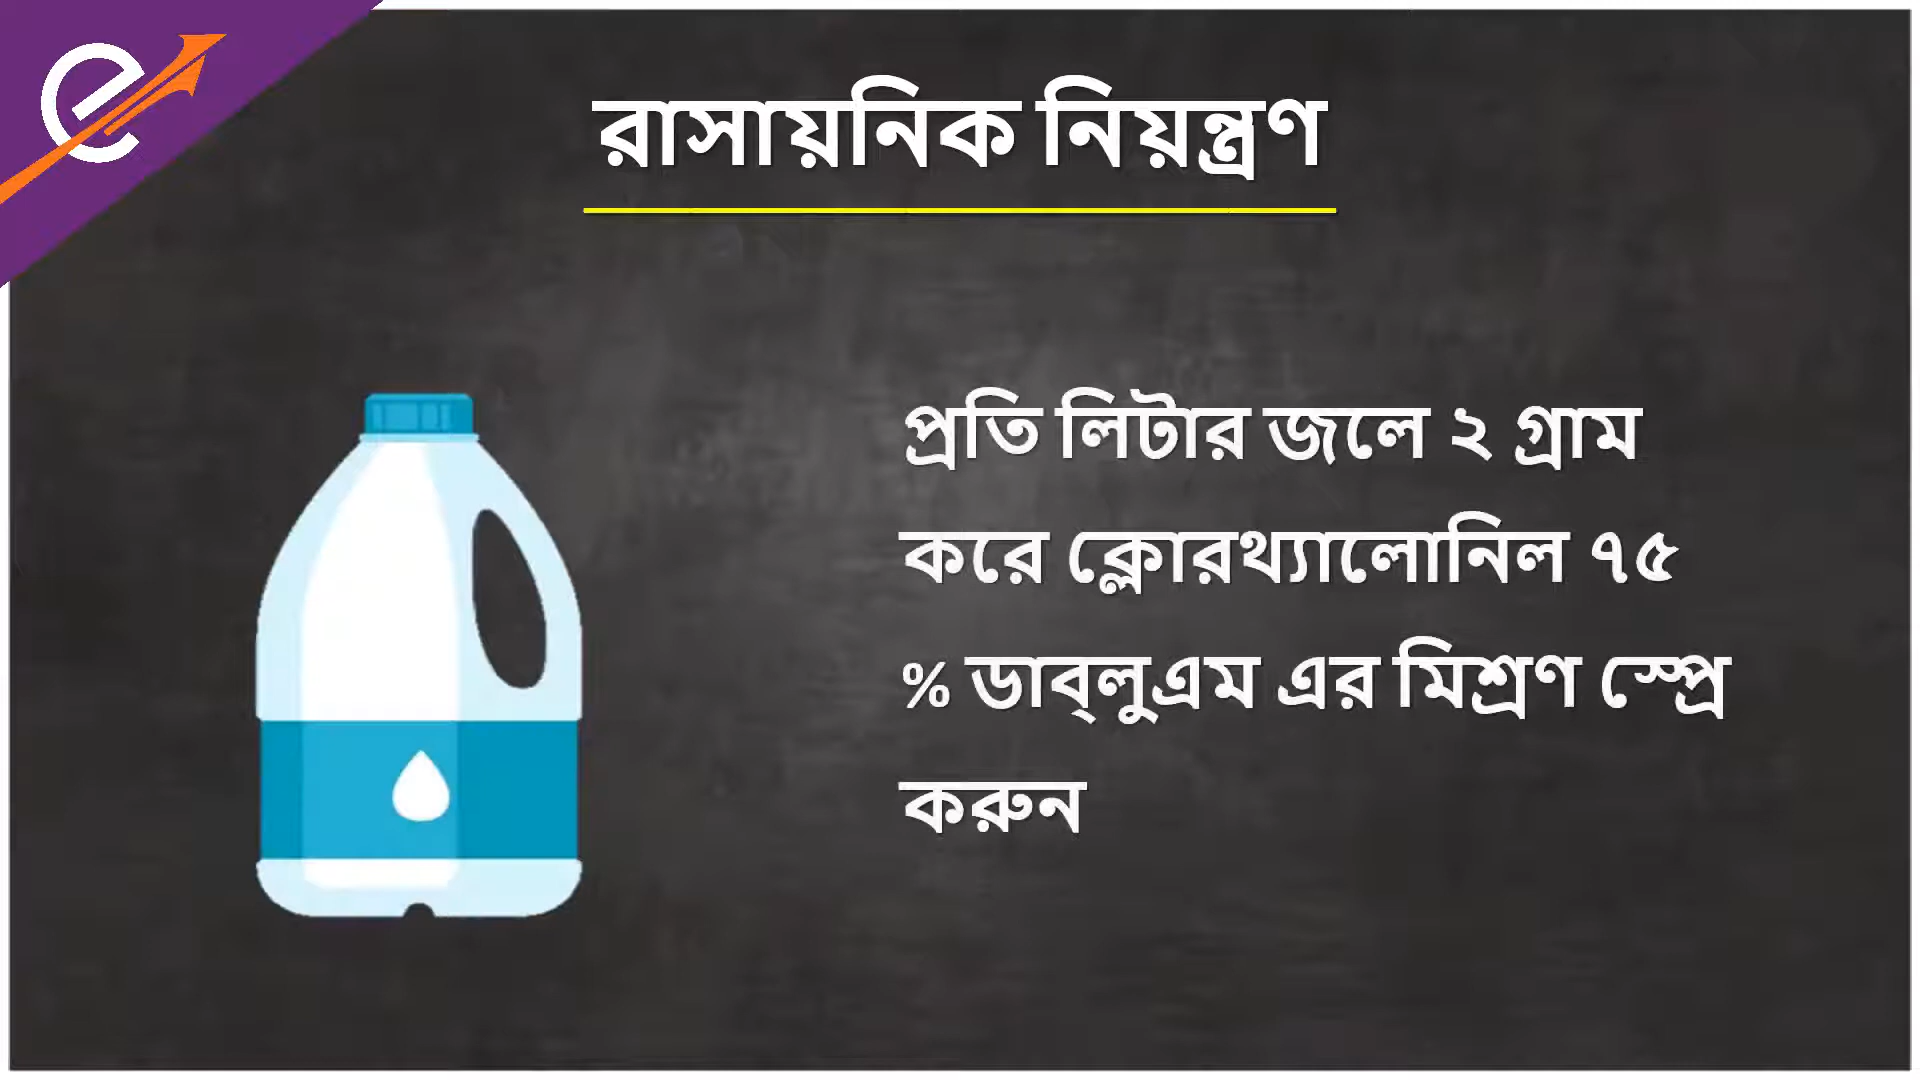 রাসায়নিক নিয়ন্ত্রণ
প্রতি লিটার জলে ২ গ্রাম
করে ক্লোরথ্যালোনিল ৭৫
% ডাব্লুএম এর মিশ্রণ স্প্রে
করুন